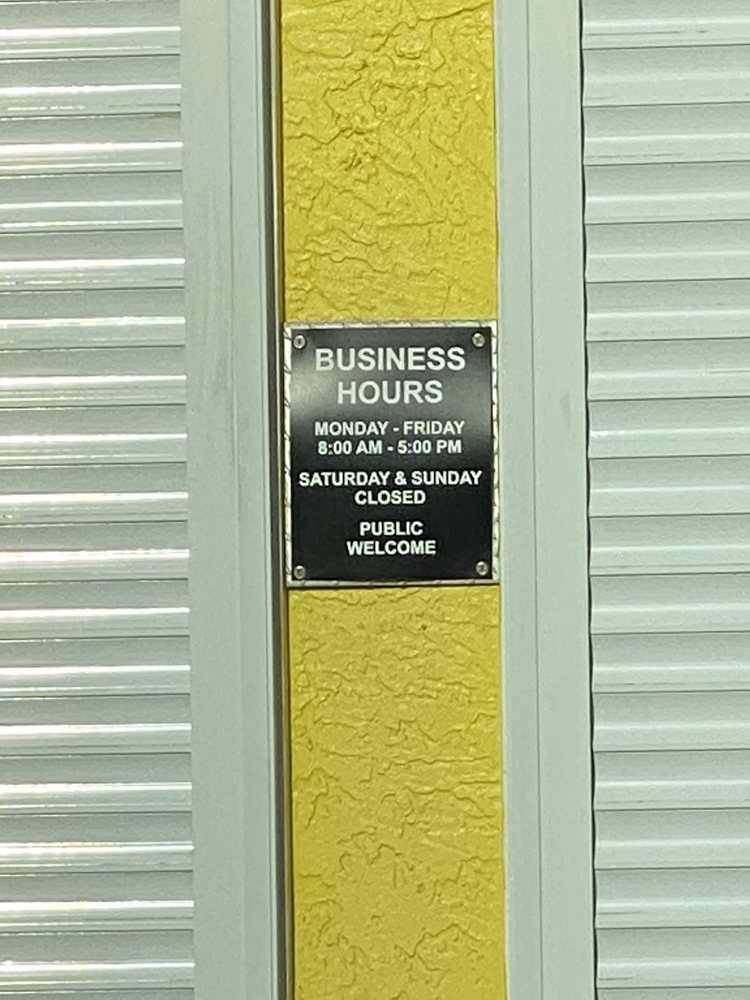 BUSINESS
HOURS
MONDAY - FRIDAY
8:00 AM - 5:00 PM
SATURDAY & SUNDAY
CLOSED
PUBLIC
WELCOME